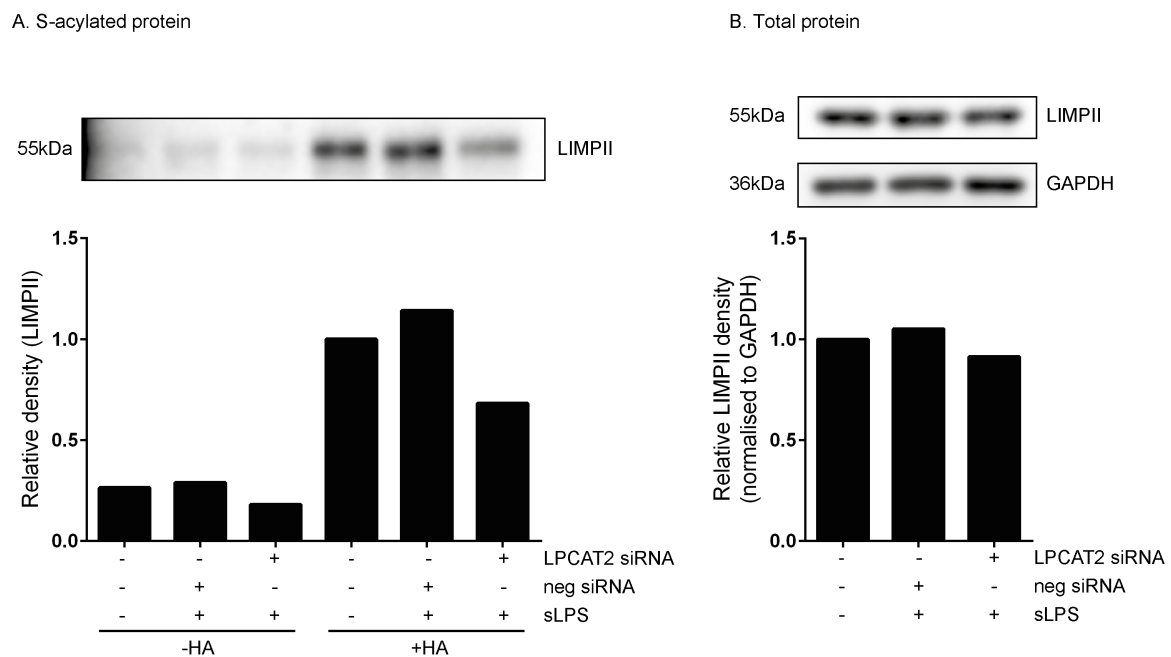 A. S-acylated protein
55kDa
LIMPII
Relative density (LIMPII)
1.5
1.0
0.5
0.0
- - + - - + LPCAT2 siRNA
- + - - + - neg siRNA
- + + - + + sLPS
-HA
+HA
B. Total protein
55kDa
LIMPII
36kDa
GAPDH
Relative LIMPII density
(normalised to GAPDH)
1.5
1.0
0.5
0.0
- - + LPCAT2 siRNA
- + - neg siRNA
- + + sLPS